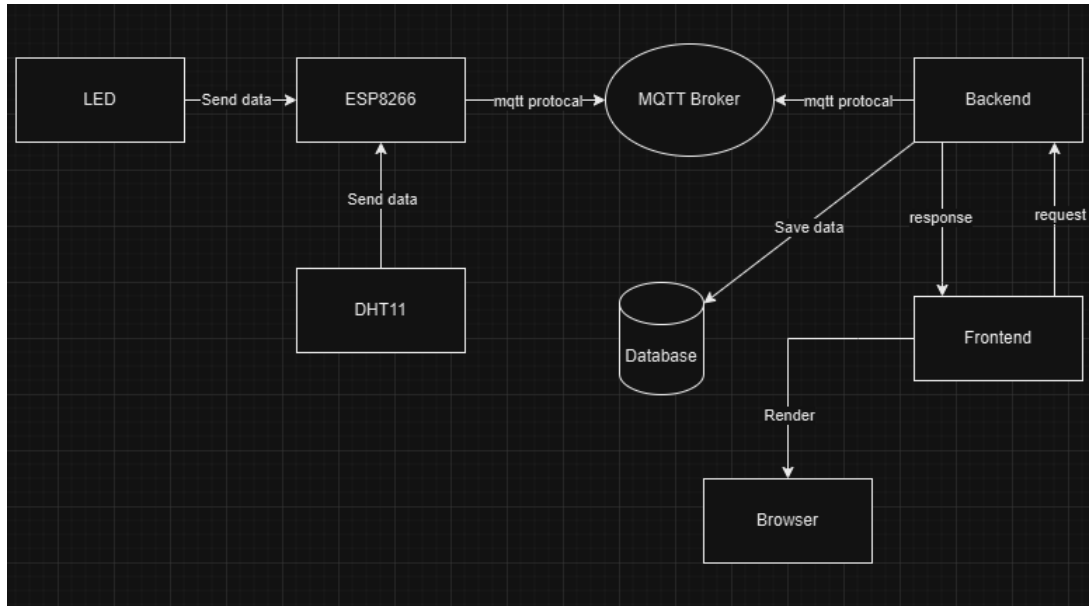 LED
Send data
ESP8266
mqtt protocal
MQTT Broker
mqtt protocal
Backend
Send data
response
request
Save data
DHT11
Frontend
Database
Render
Browser